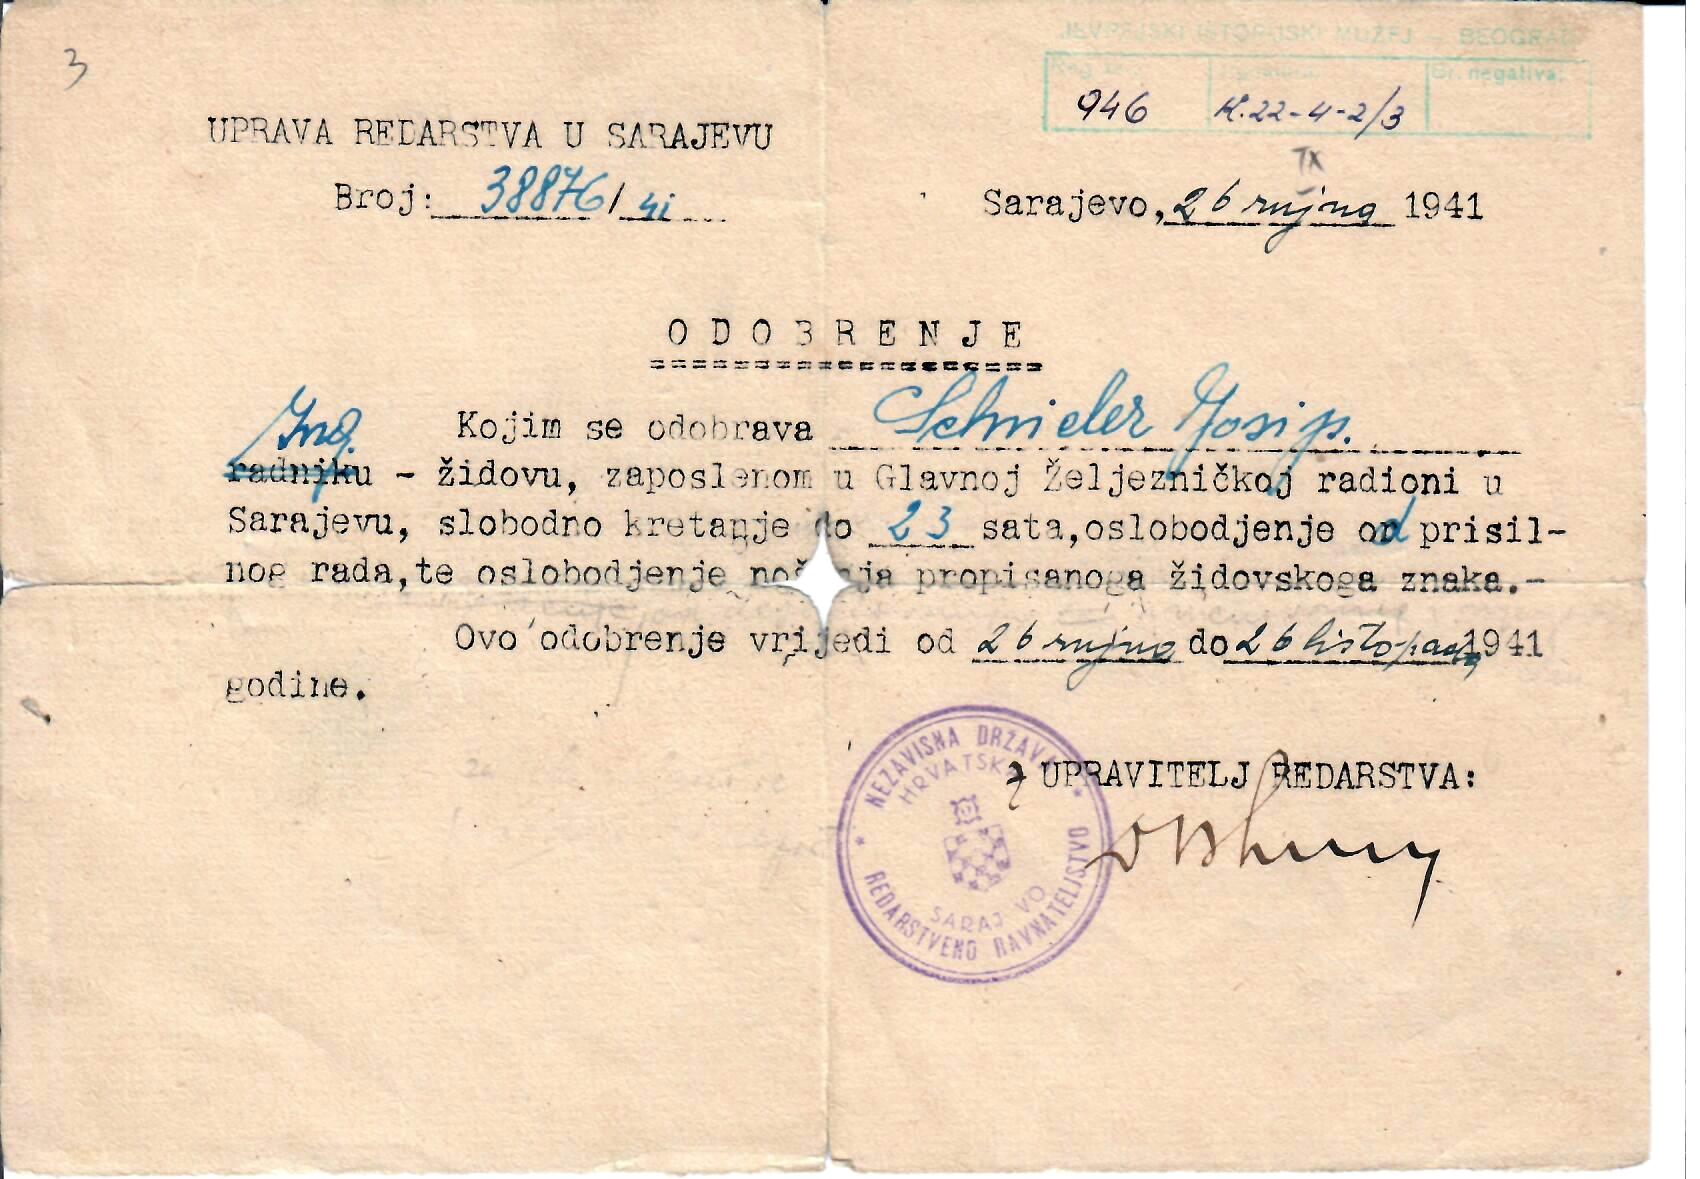 3
JEVREJSKI ISTORIJSKI MUZEJ — BEOGRAD
Reg. Br. negativa:
946 K.22-4-2/3
UPRAVA REDARSTVA U SARAJEVU
IX
Broj: 38876/41 Sarajevo, 26 rujna 1941
ODOBRENJE
Ing. Kojim se odobrava Schnieler Josip.
radniku - židovu, zaposlenom u Glavnoj Željezničkoj radioni u
Sarajevu, slobodno kretanje do 23 sata, oslobodjenje od prisil-
nog rada, te oslobodjenje nošenja propisanoga židovskoga znaka.-
Ovo odobrenje vrijedi od 26 rujna do 26 listopada 1941
godine.
UPRAVITELJ REDARSTVA:
NEZAVISNA DRŽAVA
HRVATSKA
SARAJEVO
REDARSTVENO RAVNATELJSTVO